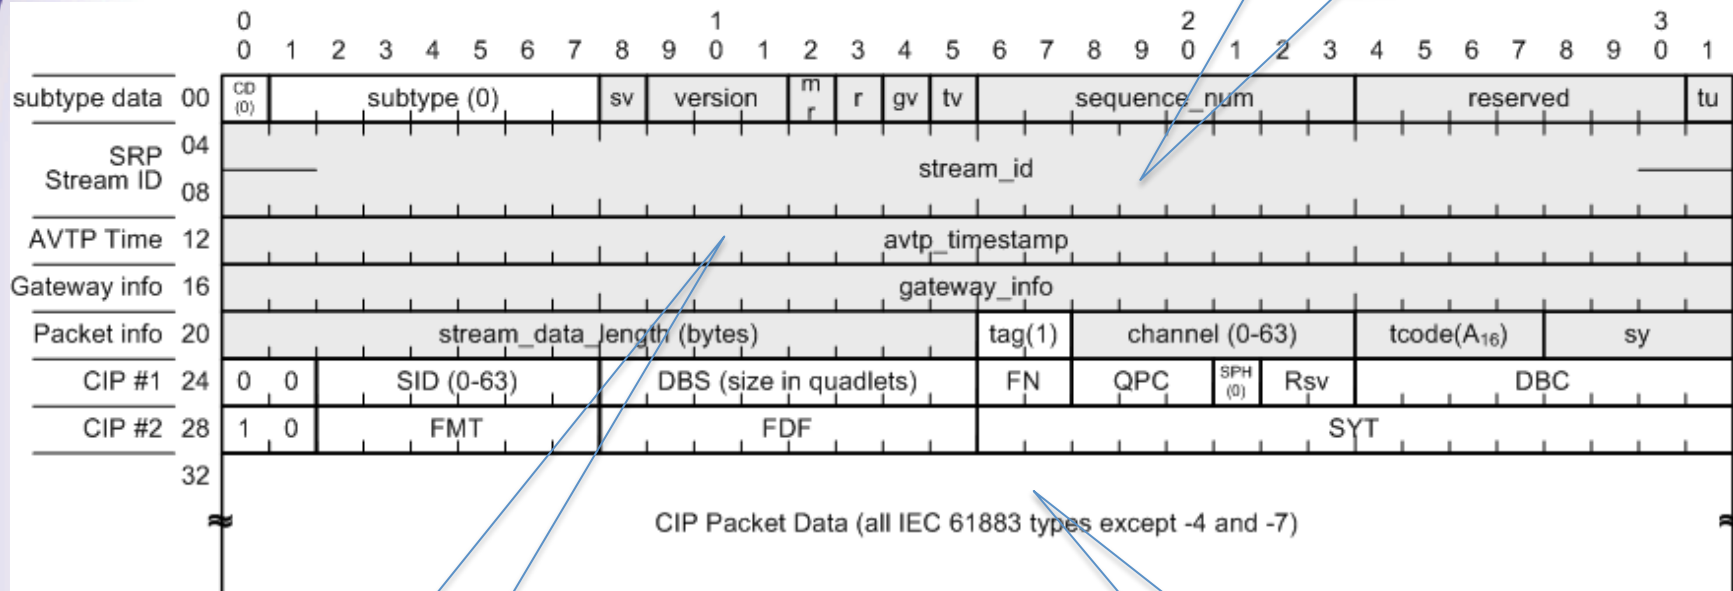 0 1 2 3
0 1 2 3 4 5 6 7 8 9 0 1 2 3 4 5 6 7 8 9 0 1 2 3 4 5 6 7 8 9 0 1
subtype data 00 CD (0) subtype (0) sv version m r r gv tv sequence_num reserved tu
SRP Stream ID 04 08 stream_id
AVTP Time 12 avtp_timestamp
Gateway info 16 gateway_info
Packet info 20 stream_data_length (bytes) tag(1) channel (0-63) tcode(A₁₆) sy
CIP #1 24 0 0 SID (0-63) DBS (size in quadlets) FN QPC SPH (0) Rsv DBC
CIP #2 28 1 0 FMT FDF SYT
32
CIP Packet Data (all IEC 61883 types except -4 and -7)